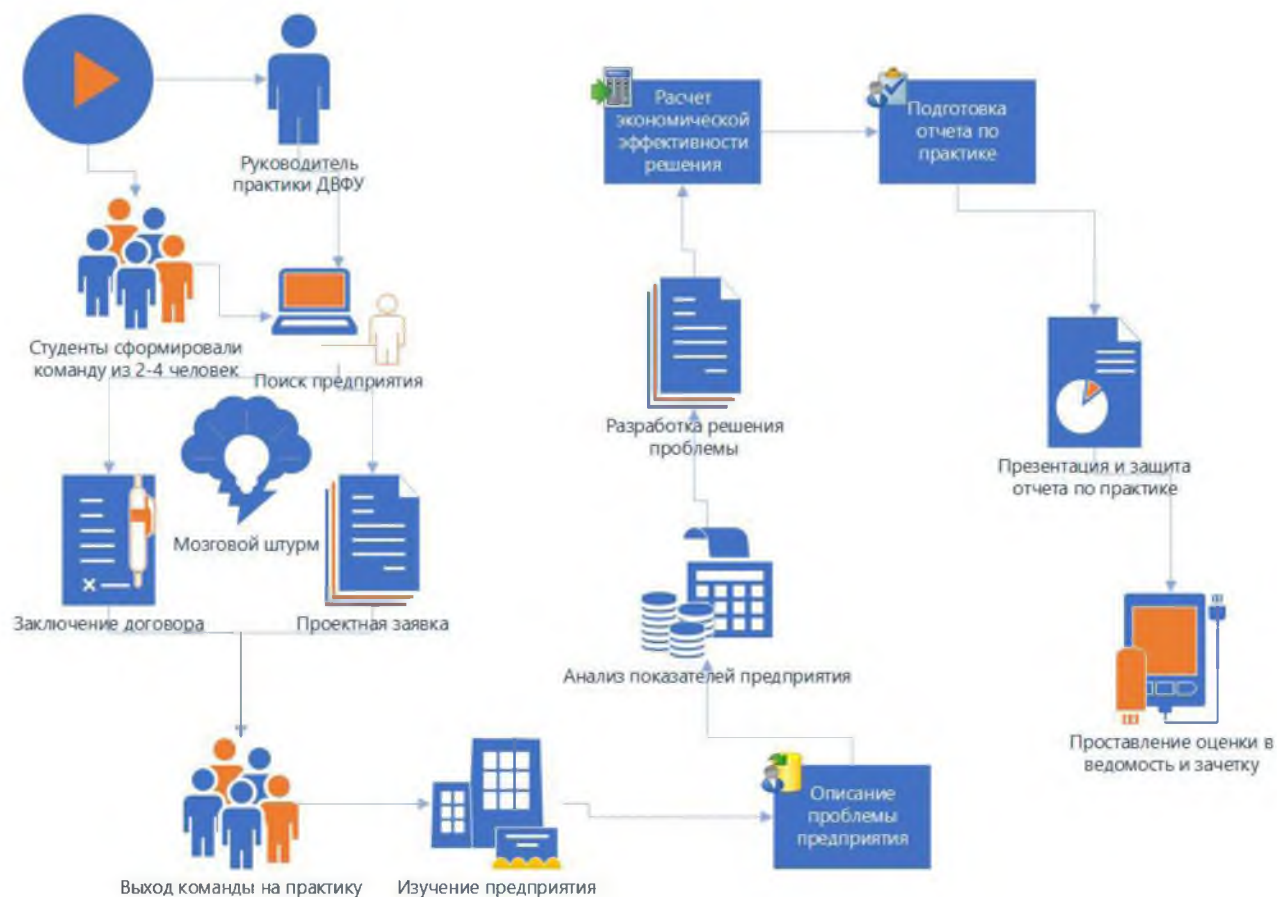 Руководитель
практики ДВФУ
Студенты сформировали
команду из 2-4 человек
Поиск предприятия
Мозговой штурм
Заключение договора
Проектная заявка
Выход команды на практику
Изучение предприятия
Описание
проблемы
предприятия
Анализ показателей предприятия
Разработка решения
проблемы
Расчет
экономической
эффективности
решения
Подготовка
отчета по
практике
Презентация и защита
отчета по практике
Проставление оценки в
ведомость и зачетку